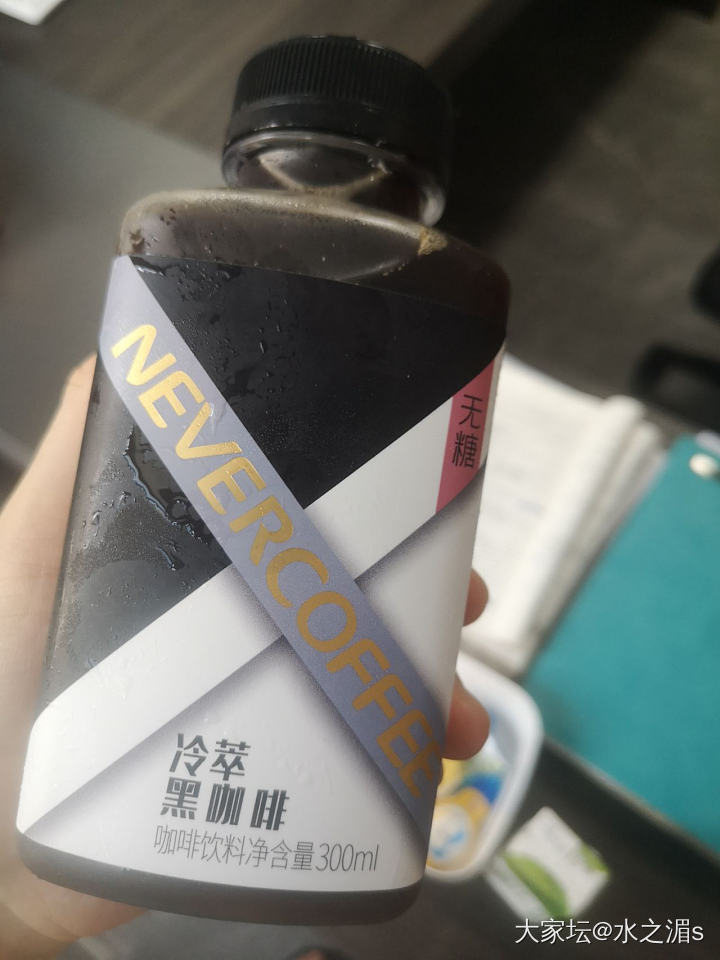 NEVERCOFFEE
无糖
冷萃
黑咖啡
咖啡饮料净含量300ml
大家坛@水之湄s